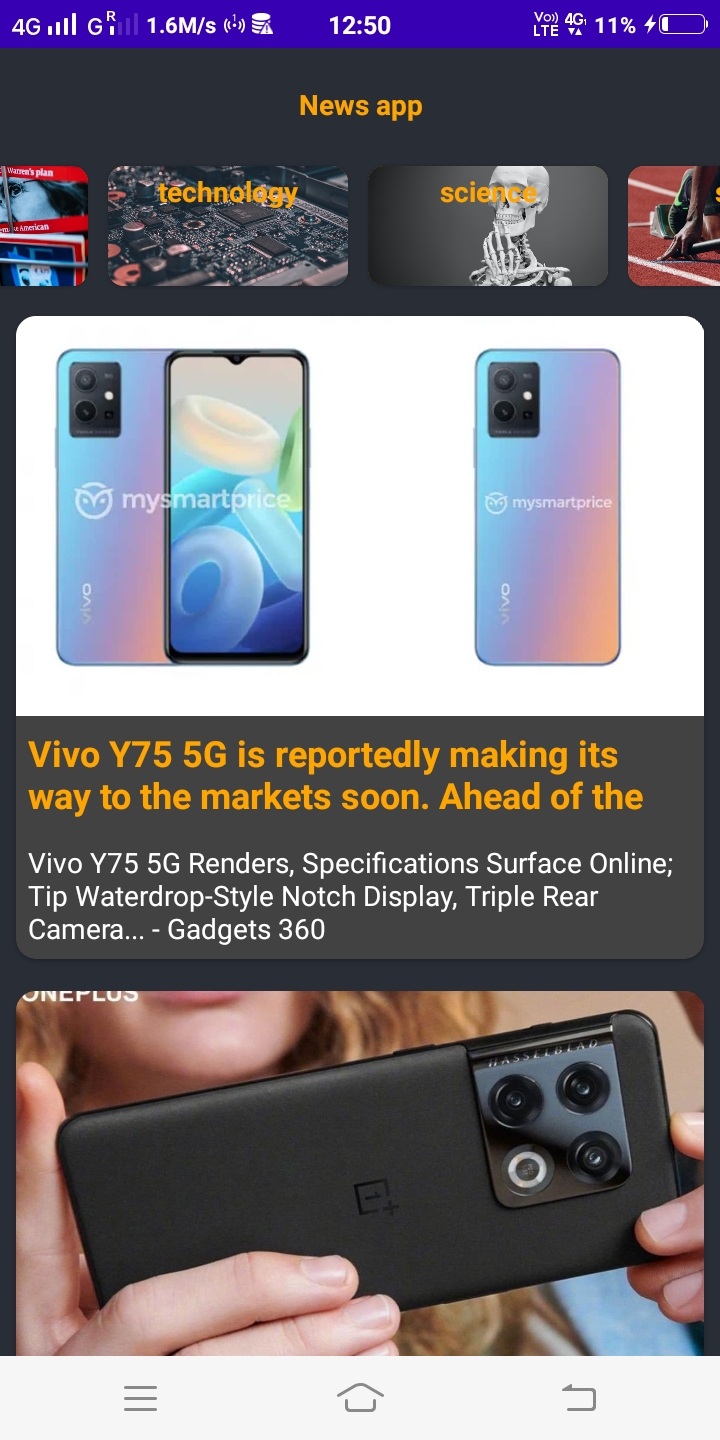 4G G R 1.6M/s 12:50 Vo)) LTE 4G 11%
News app
Warren's plan
American
technology
science
s
mysmartprice
mysmartprice
vivo
vivo
Vivo Y75 5G is reportedly making its
way to the markets soon. Ahead of the
Vivo Y75 5G Renders, Specifications Surface Online;
Tip Waterdrop-Style Notch Display, Triple Rear
Camera... - Gadgets 360
ONEPLUS
HASSELBLAD